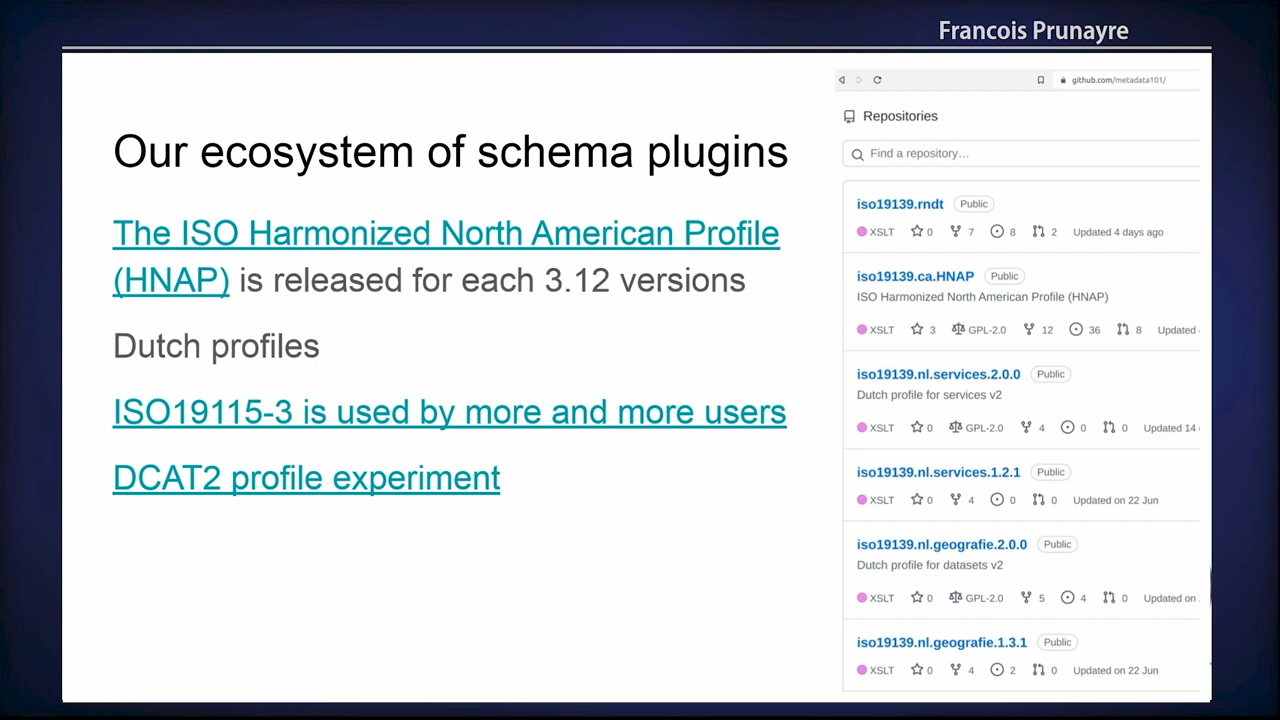 Francois Prunayre
Our ecosystem of schema plugins
The ISO Harmonized North American Profile
(HNAP) is released for each 3.12 versions
Dutch profiles
ISO19115-3 is used by more and more users
DCAT2 profile experiment
github.com/metadata101/
Repositories
Find a repository...
iso19139.rndt Public
XSLT 0 7 8 2 Updated 4 days ago
iso19139.ca.HNAP Public
ISO Harmonized North American Profile (HNAP)
XSLT 3 GPL-2.0 12 36 8 Updated
iso19139.nl.services.2.0.0 Public
Dutch profile for services v2
XSLT 0 GPL-2.0 4 0 0 Updated 14
iso19139.nl.services.1.2.1 Public
XSLT 0 4 0 0 Updated on 22 Jun
iso19139.nl.geografie.2.0.0 Public
Dutch profile for datasets v2
XSLT 0 GPL-2.0 5 4 0 Updated on
iso19139.nl.geografie.1.3.1 Public
XSLT 0 4 2 0 Updated on 22 Jun